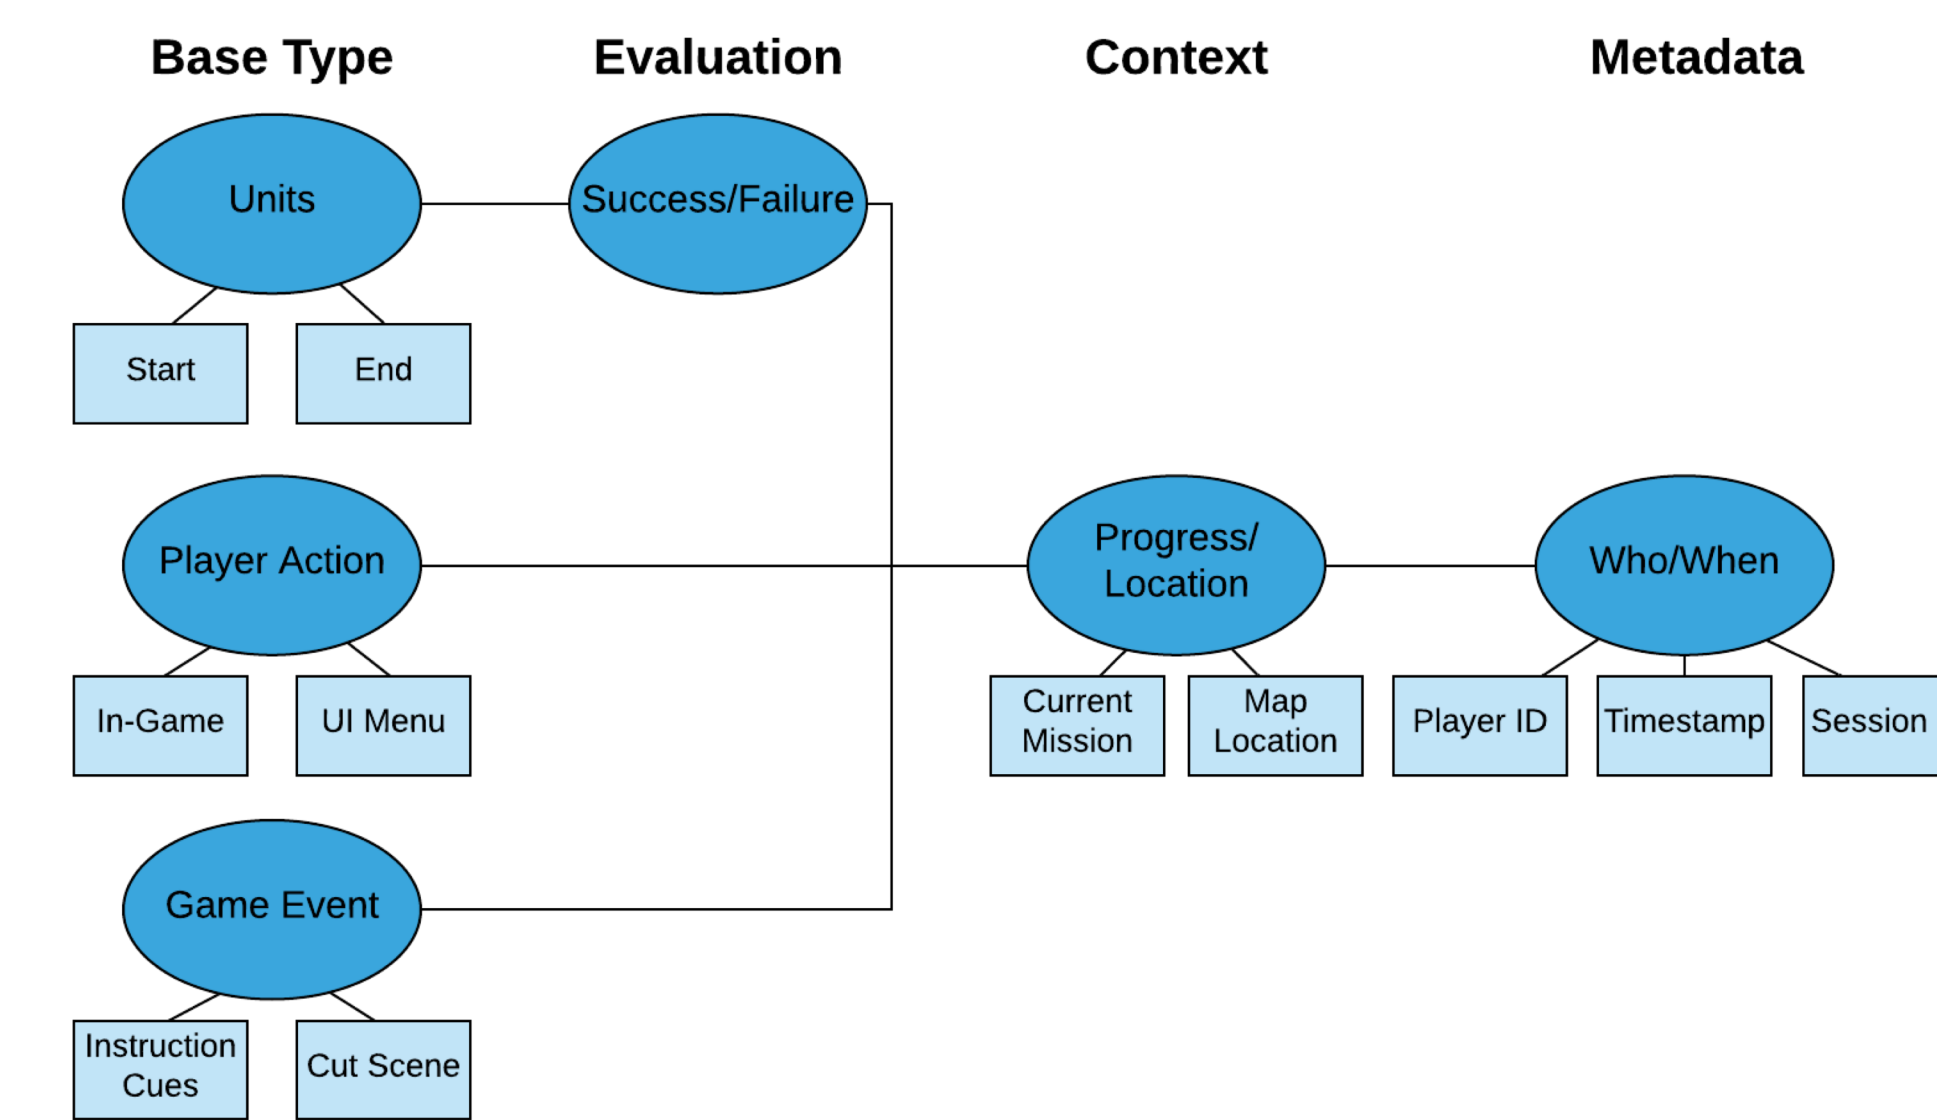 Base Type
Evaluation
Context
Metadata
Units
Success/Failure
Start
End
Player Action
Progress/
Location
Who/When
In-Game
UI Menu
Current
Mission
Map
Location
Player ID
Timestamp
Session
Game Event
Instruction
Cues
Cut Scene